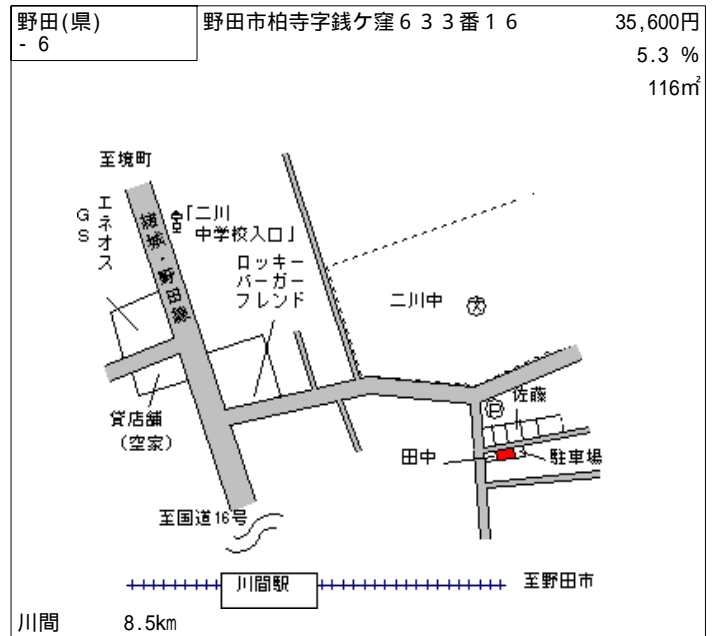 野田(県)
- 6
野田市柏寺字銭ケ窪６３３番１６
35,600円
5.3 %
116㎡
至境町
エネオス
GS
結城・野田線
「二川
中学校入口」
ロッキー
バーガー
フレンド
二川中
文
貸店舗
(空家)
P
佐藤
田中
駐車場
至国道16号
川間駅
至野田市
川間
8.5km